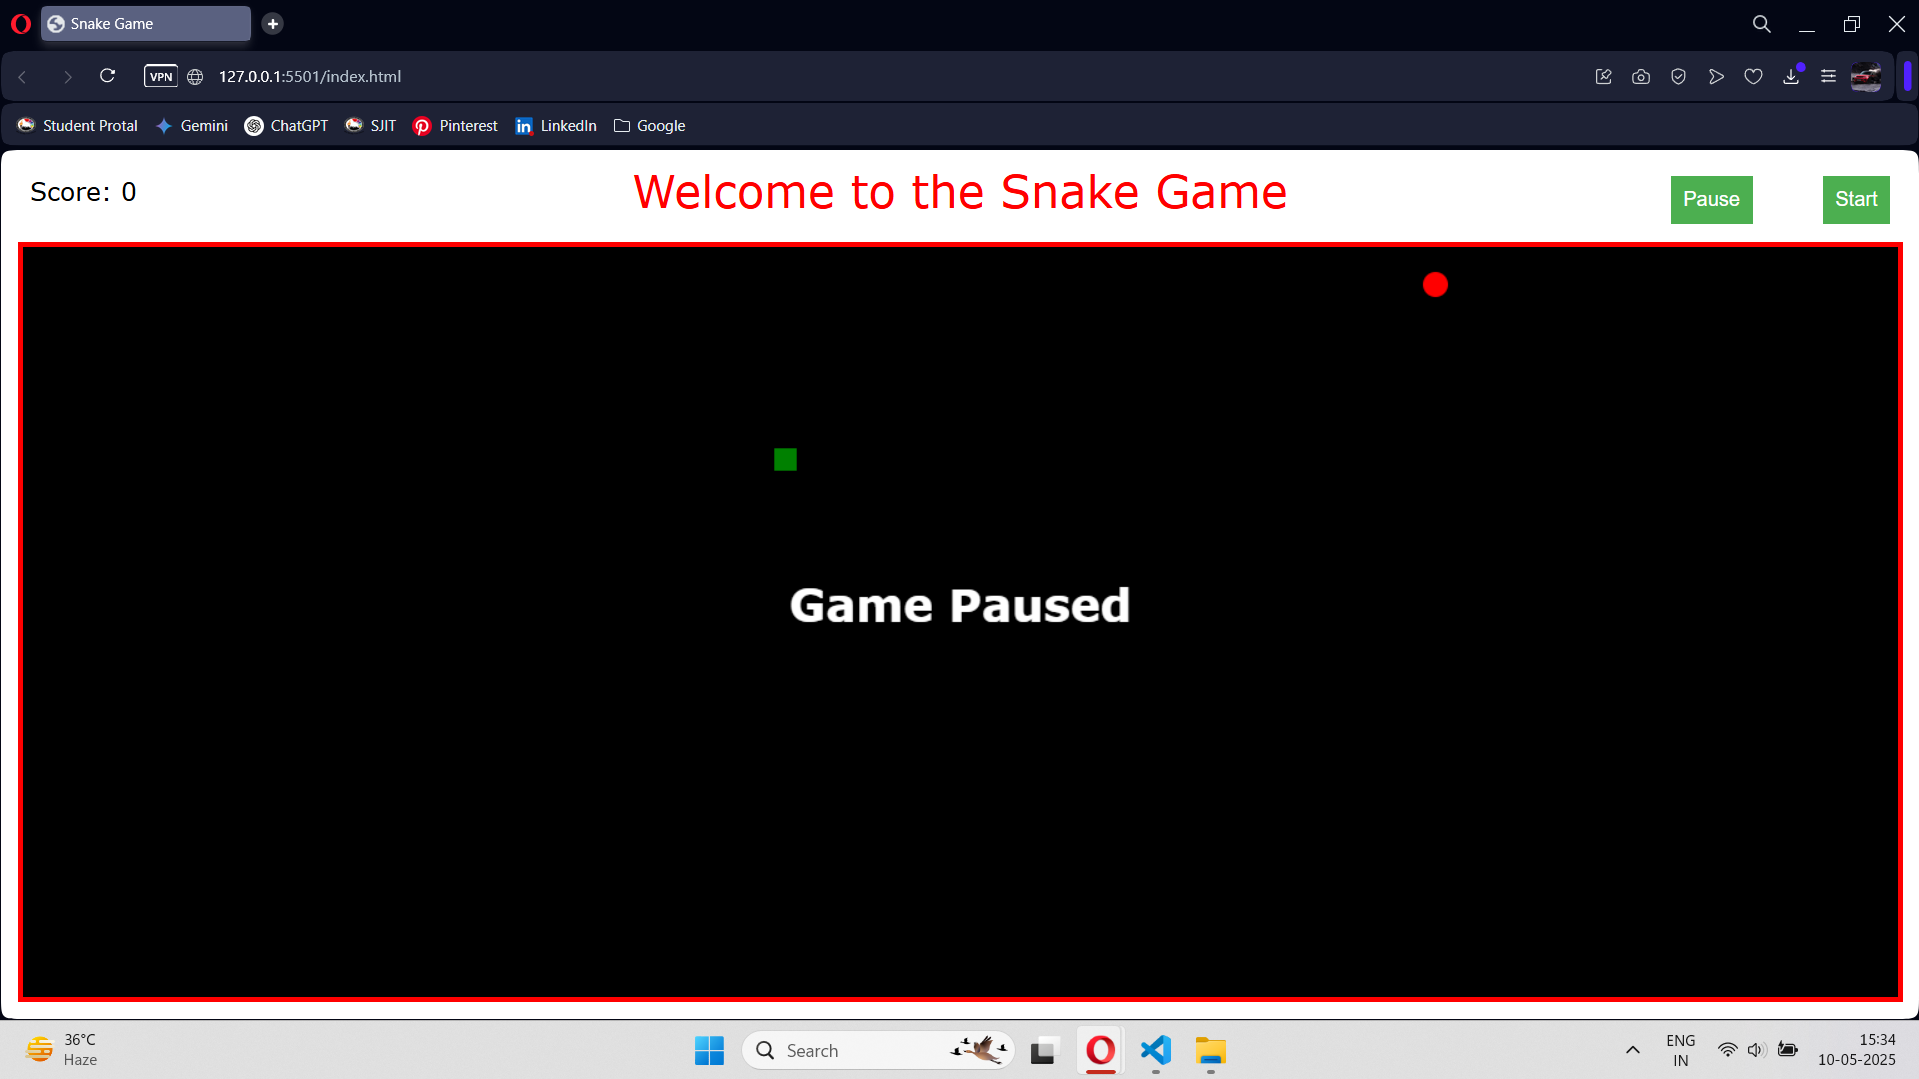 Snake Game
VPN
127.0.0.1:5501/index.html
Student Protal
Gemini
ChatGPT
SJIT
Pinterest
LinkedIn
Google
Score: 0
Welcome to the Snake Game
Pause
Start
Game Paused
36°C
Haze
Search
ENG
IN
15:34
10-05-2025